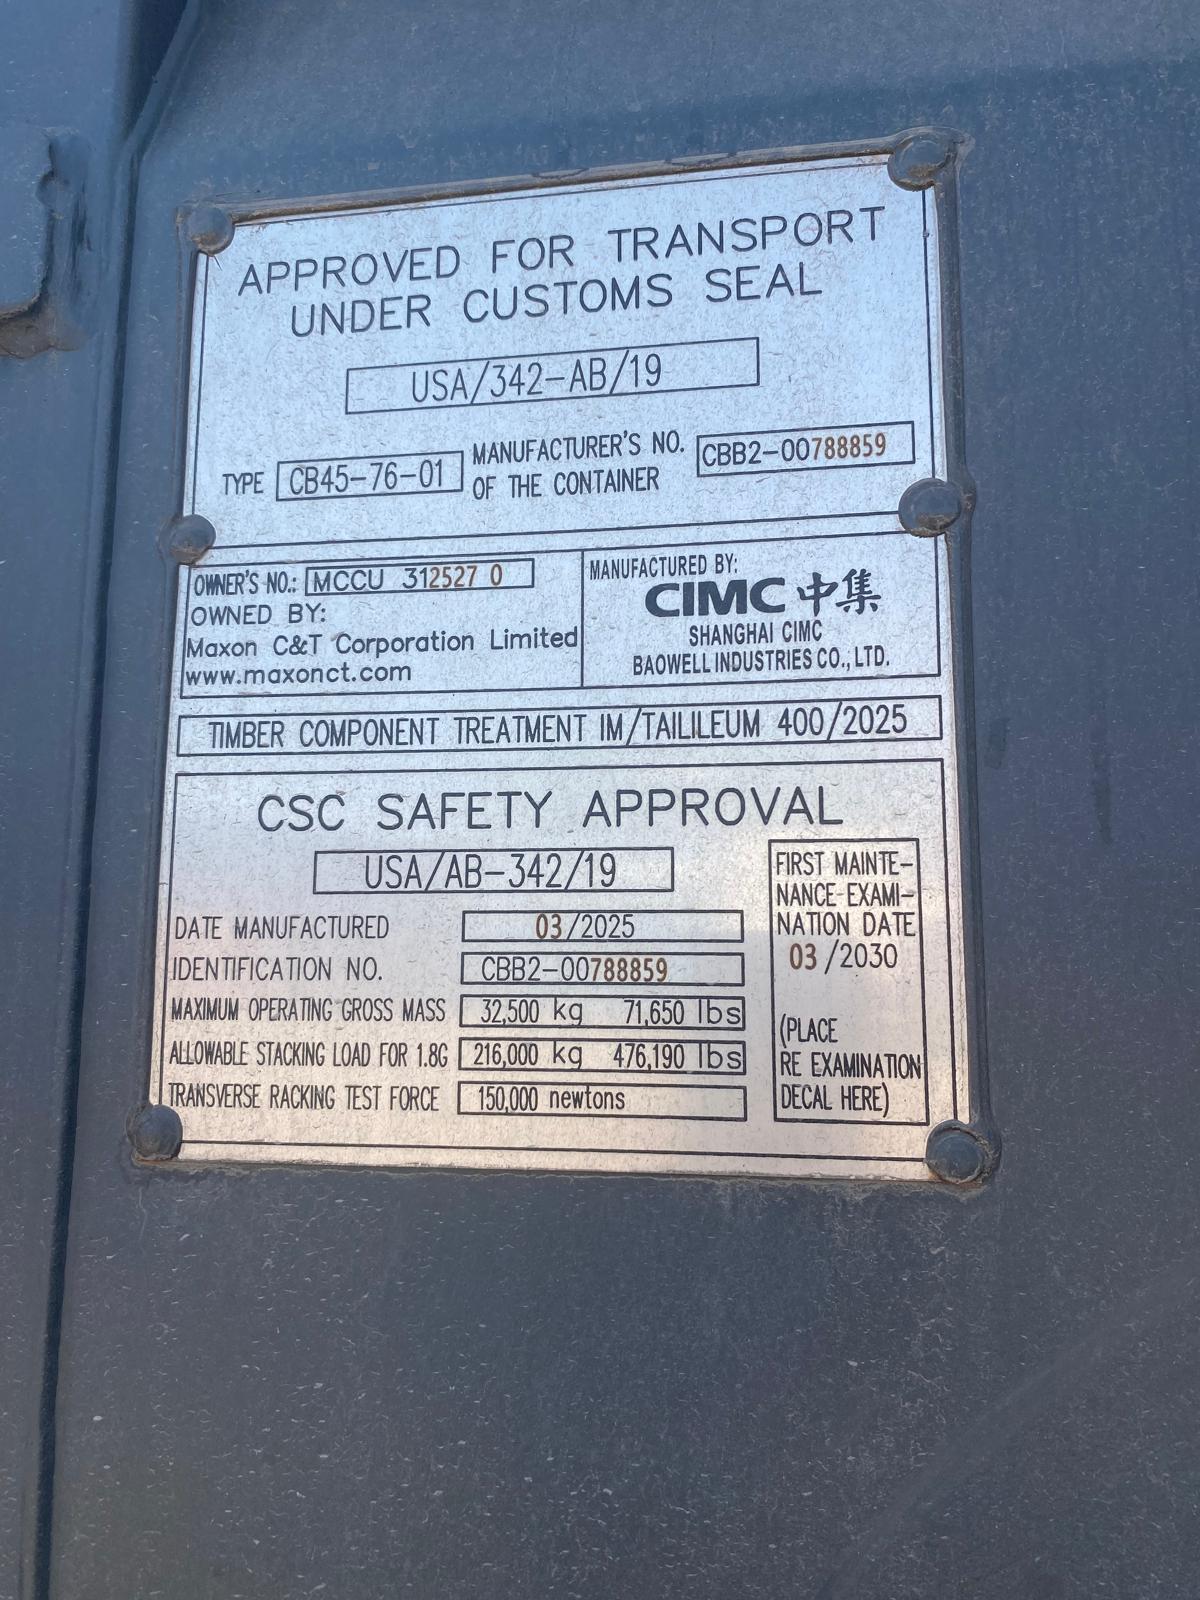 APPROVED FOR TRANSPORT
UNDER CUSTOMS SEAL
USA/342-AB/19
TYPE CB45-76-01 MANUFACTURER'S NO. OF THE CONTAINER CBB2-00788859
OWNER'S NO.: MCCU 312527 0
OWNED BY:
Maxon C&T Corporation Limited
www.maxonct.com
MANUFACTURED BY:
CIMC 中集
SHANGHAI CIMC
BAOWELL INDUSTRIES CO., LTD.
TIMBER COMPONENT TREATMENT IM/TAILILEUM 400/2025
CSC SAFETY APPROVAL
USA/AB-342/19
DATE MANUFACTURED 03/2025
IDENTIFICATION NO. CBB2-00788859
MAXIMUM OPERATING GROSS MASS 32,500 kg 71,650 lbs
ALLOWABLE STACKING LOAD FOR 1.8G 216,000 kg 476,190 lbs
TRANSVERSE RACKING TEST FORCE 150,000 newtons
FIRST MAINTE-
NANCE EXAMI-
NATION DATE
03 /2030
(PLACE
RE EXAMINATION
DECAL HERE)